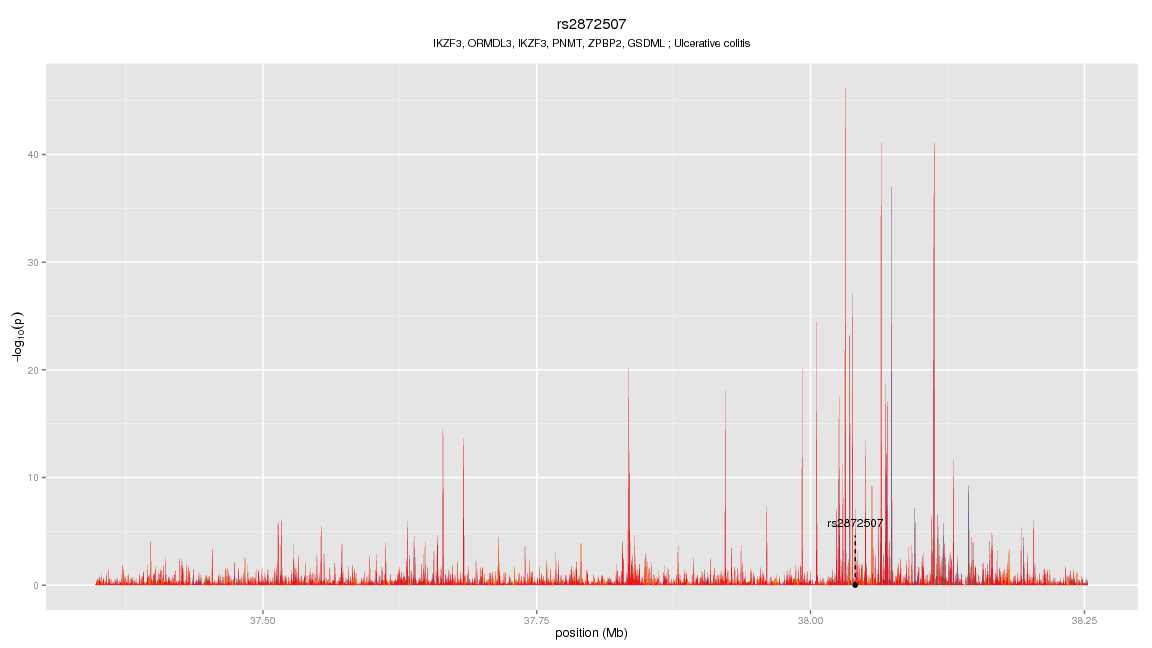 rs2872507
IKZF3, ORMDL3, IKZF3, PNMT, ZPBP2, GSDML ; Ulcerative colitis
40
30
20
10
0
−log10(p)
rs2872507
37.50 37.75 38.00 38.25
position (Mb)